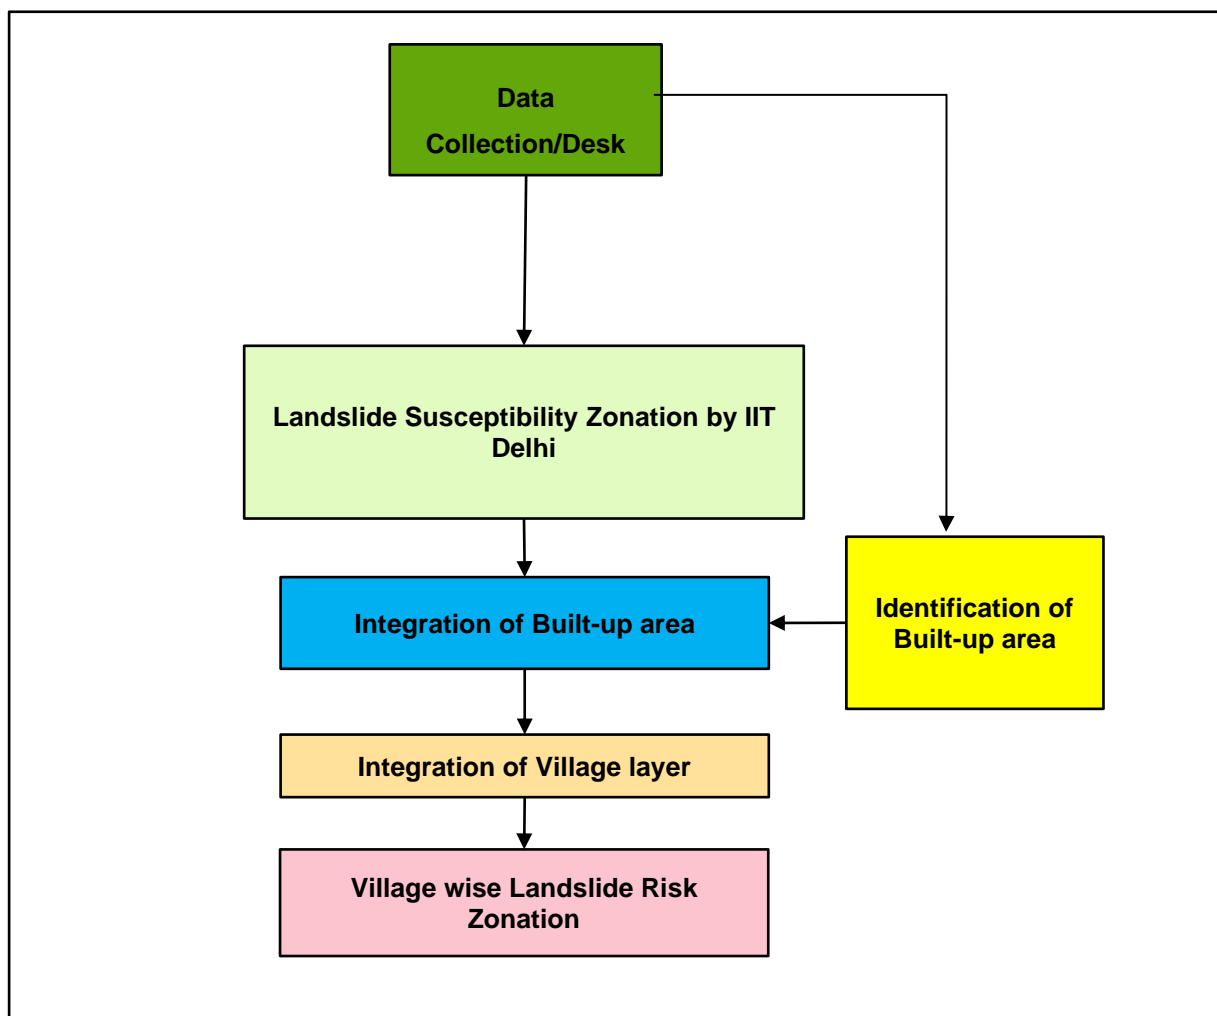 Data
Collection/Desk
Landslide Susceptibility Zonation by IIT
Delhi
Integration of Built-up area
Identification of
Built-up area
Integration of Village layer
Village wise Landslide Risk
Zonation